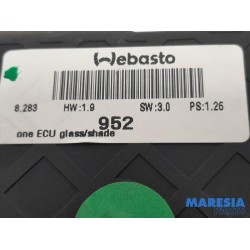 Webasto
8.283 HW:1.9 SW:3.0 PS:1.26
952
one ECU glass/shade
MARESIA